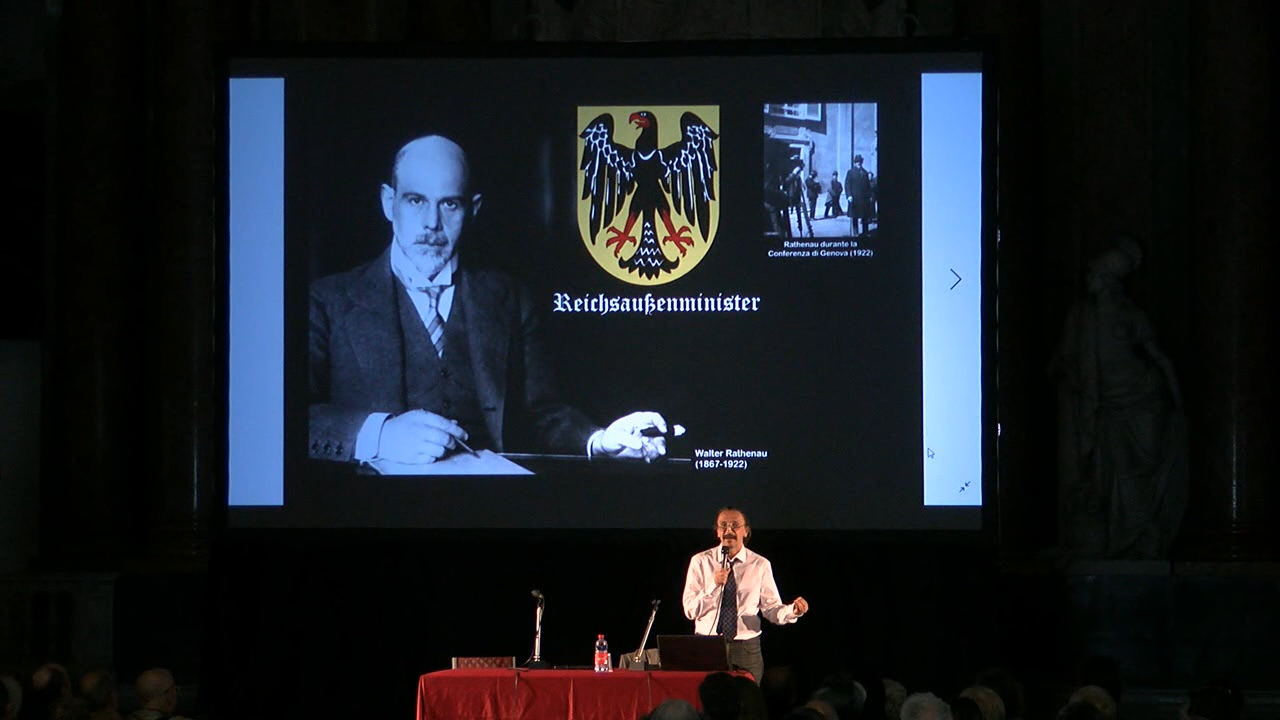 Rathenau durante la
Conferenza di Genova (1922)
Reichsaußenminister
Walter Rathenau
(1867-1922)